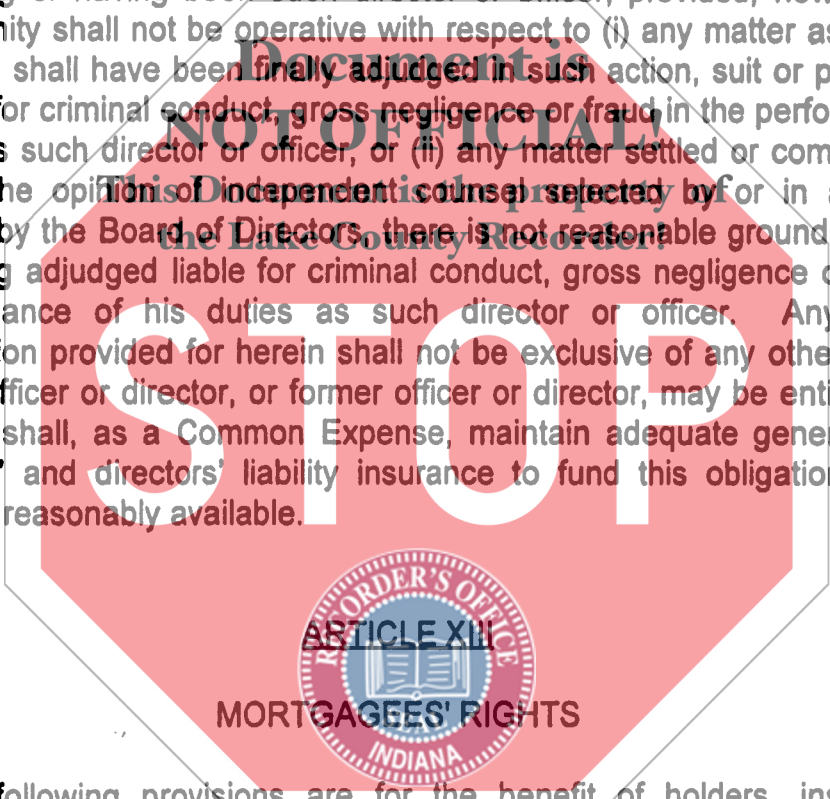 ity shall not be operative with respect to (i) any matter as
Document is
shall have been finally adjudged in such action, suit or p
NOT OFFICIAL!
or criminal conduct, gross negligence or fraud in the perfo
s such director or officer, or (ii) any matter settled or com
This Document is the property of
he opinion of independent counsel selected by or in a
the Lake County Recorder!
by the Board of Directors, there is not reasonable ground
g adjudged liable for criminal conduct, gross negligence o
ance of his duties as such director or officer. Any
on provided for herein shall not be exclusive of any othe
fficer or director, or former officer or director, may be enti
shall, as a Common Expense, maintain adequate gener
' and directors' liability insurance to fund this obligation
reasonably available.
STOP
RECORDER'S OFFICE
ARTICLE XIII
MORTGAGEES' RIGHTS
SEAL
INDIANA
following provisions are for the benefit of holders, ins